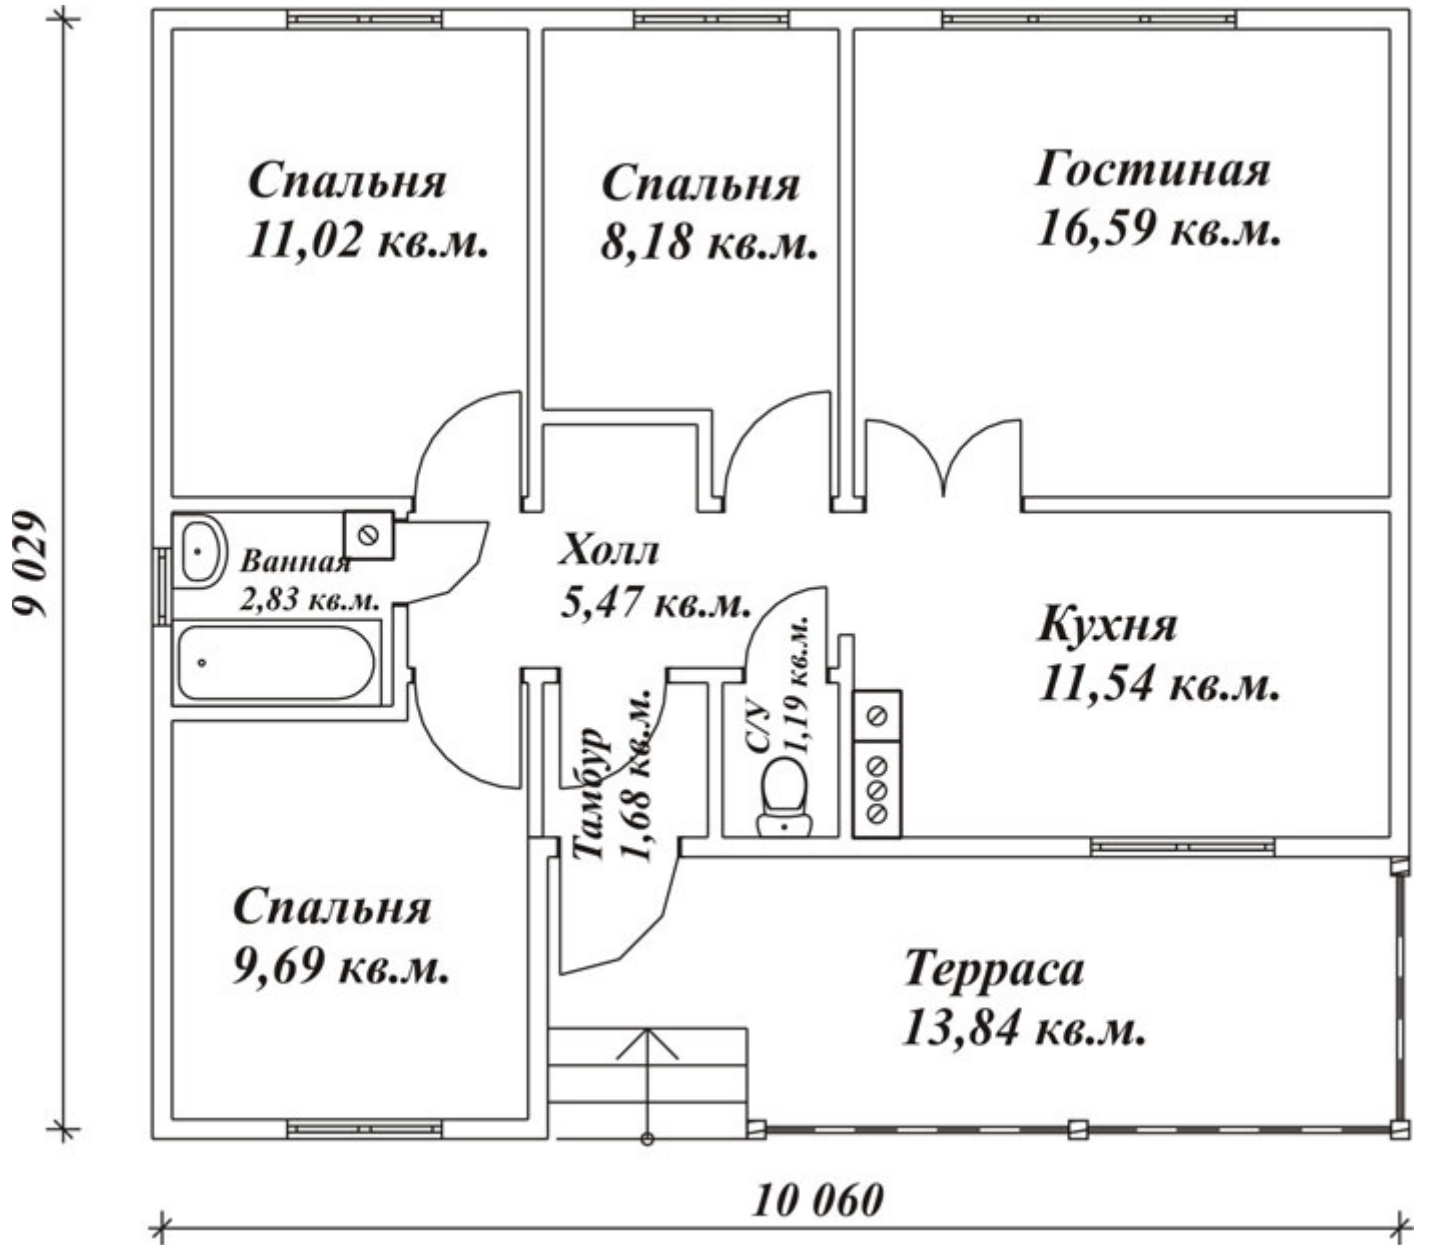 Спальня
11,02 кв.м.
Спальня
8,18 кв.м.
Гостиная
16,59 кв.м.
9 029
Ванная
2,83 кв.м.
Холл
5,47 кв.м.
Кухня
11,54 кв.м.
Тамбур
1,68 кв.м.
С/У
1,19 кв.м.
Спальня
9,69 кв.м.
Терраса
13,84 кв.м.
10 060